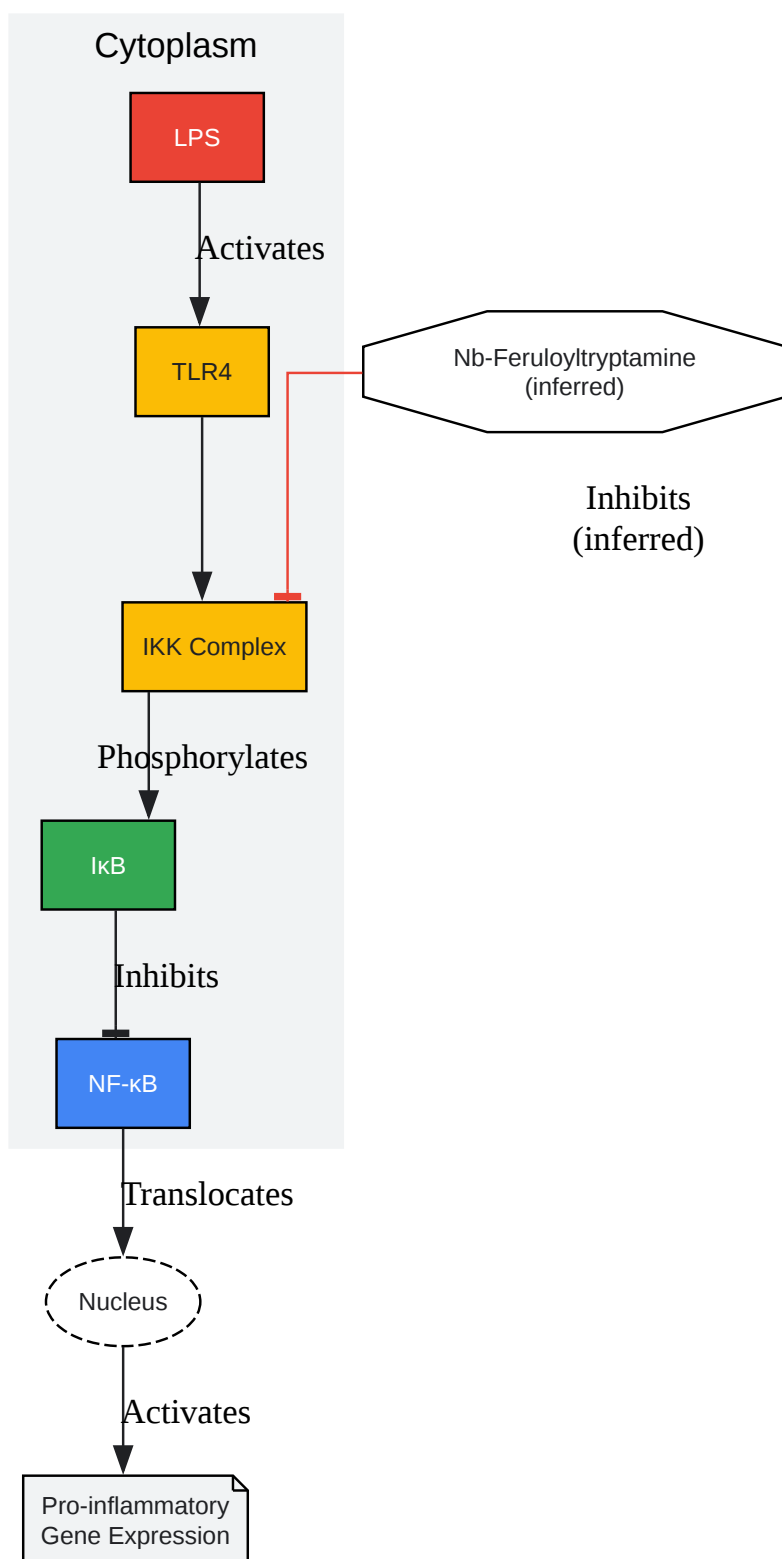 Cytoplasm
LPS
Activates
TLR4
Nb-Feruloyltryptamine
(inferred)
Inhibits
(inferred)
IKK Complex
Phosphorylates
IκB
Inhibits
NF-κB
Translocates
Nucleus
Activates
Pro-inflammatory
Gene Expression